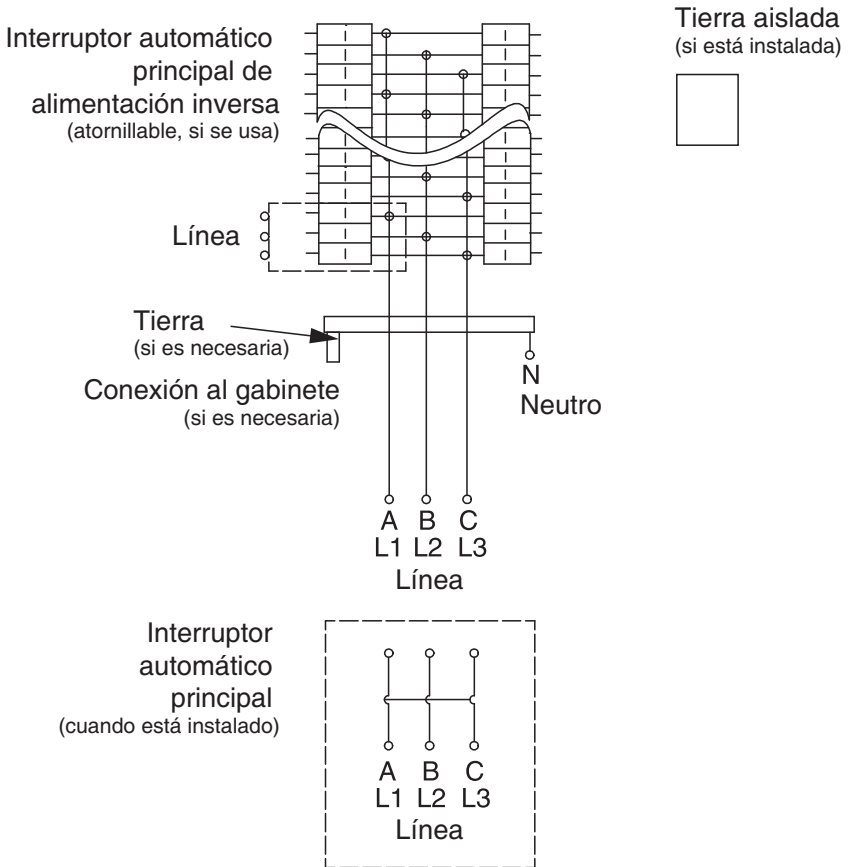 Interruptor automático
principal de
alimentación inversa
(atornillable, si se usa)
Tierra aislada
(si está instalada)
Línea
Tierra
(si es necesaria)
Conexión al gabinete
(si es necesaria)
N
Neutro
A B C
L1 L2 L3
Línea
Interruptor
automático
principal
(cuando está instalado)
A B C
L1 L2 L3
Línea